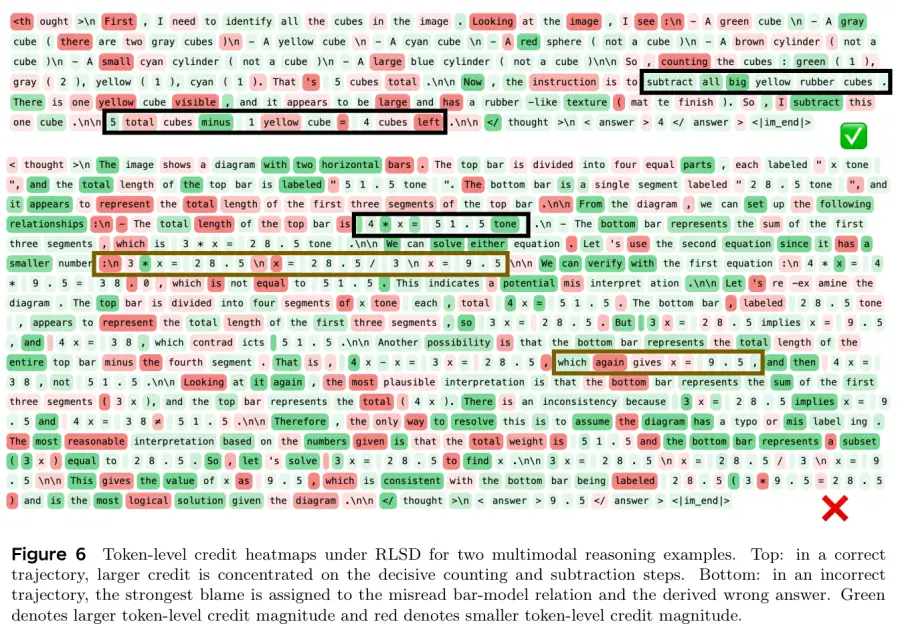 <th ought >\n First , I need to identify all the cubes in the image . Looking at the image , I see :\n - A green cube \n - A gray
cube ( there are two gray cubes )\n - A yellow cube \n - A cyan cube \n - A red sphere ( not a cube )\n - A brown cylinder ( not a
cube )\n - A small cyan cylinder ( not a cube )\n - A large blue cylinder ( not a cube )\n\n So , counting the cubes : green ( 1 ),
gray ( 2 ), yellow ( 1 ), cyan ( 1 ). That 's 5 cubes total .\n\n Now , the instruction is to subtract all big yellow rubber cubes .
There is one yellow cube visible , and it appears to be large and has a rubber -like texture ( mat te finish ). So , I subtract this
one cube .\n\n 5 total cubes minus 1 yellow cube = 4 cubes left .\n\n </ thought >\n < answer > 4 </ answer > <|im_end|>
< thought >\n The image shows a diagram with two horizontal bars . The top bar is divided into four equal parts , each labeled " x tone
", and the total length of the top bar is labeled " 5 1 . 5 tone ". The bottom bar is a single segment labeled " 2 8 . 5 tone ", and
it appears to represent the total length of the first three segments of the top bar .\n\n From the diagram , we can set up the following
relationships :\n - The total length of the top bar is 4 * x = 5 1 . 5 tone .\n - The bottom bar represents the sum of the first
three segments , which is 3 * x = 2 8 . 5 tone .\n\n We can solve either equation . Let 's use the second equation since it has a
smaller number :\n 3 * x = 2 8 . 5 \n x = 2 8 . 5 / 3 \n x = 9 . 5 \n\n We can verify with the first equation :\n 4 * x = 4
* 9 . 5 = 3 8 . 0 , which is not equal to 5 1 . 5 . This indicates a potential mis interpret ation .\n\n Let 's re -ex amine the
diagram . The top bar is divided into four segments of x tone each , total 4 x = 5 1 . 5 . The bottom bar , labeled 2 8 . 5 tone
, appears to represent the total length of the first three segments , so 3 x = 2 8 . 5 . But 3 x = 2 8 . 5 implies x = 9 . 5
, and 4 x = 3 8 , which contrad icts 5 1 . 5 .\n\n Another possibility is that the bottom bar represents the total length of the
entire top bar minus the fourth segment . That is , 4 x - x = 3 x = 2 8 . 5 , which again gives x = 9 . 5 , and then 4 x =
3 8 , not 5 1 . 5 .\n\n Looking at it again , the most plausible interpretation is that the bottom bar represents the sum of the first
three segments ( 3 x ), and the top bar represents the total ( 4 x ). There is an inconsistency because 3 x = 2 8 . 5 implies x = 9
. 5 and 4 x = 3 8 ≠ 5 1 . 5 .\n\n Therefore , the only way to resolve this is to assume the diagram has a typo or mis label ing .
The most reasonable interpretation based on the numbers given is that the total weight is 5 1 . 5 and the bottom bar represents a subset
( 3 x ) equal to 2 8 . 5 . So , let 's solve 3 x = 2 8 . 5 to find x .\n\n 3 x = 2 8 . 5 \n x = 2 8 . 5 / 3 \n x = 9
. 5 \n\n This gives the value of x as 9 . 5 , which is consistent with the bottom bar being labeled 2 8 . 5 ( 3 * 9 . 5 = 2 8 . 5
) and is the most logical solution given the diagram .\n\n </ thought >\n < answer > 9 . 5 </ answer > <|im_end|>
Figure 6 Token-level credit heatmaps under RLSD for two multimodal reasoning examples. Top: in a correct
trajectory, larger credit is concentrated on the decisive counting and subtraction steps. Bottom: in an incorrect
trajectory, the strongest blame is assigned to the misread bar-model relation and the derived wrong answer. Green
denotes larger token-level credit magnitude and red denotes smaller token-level credit magnitude.